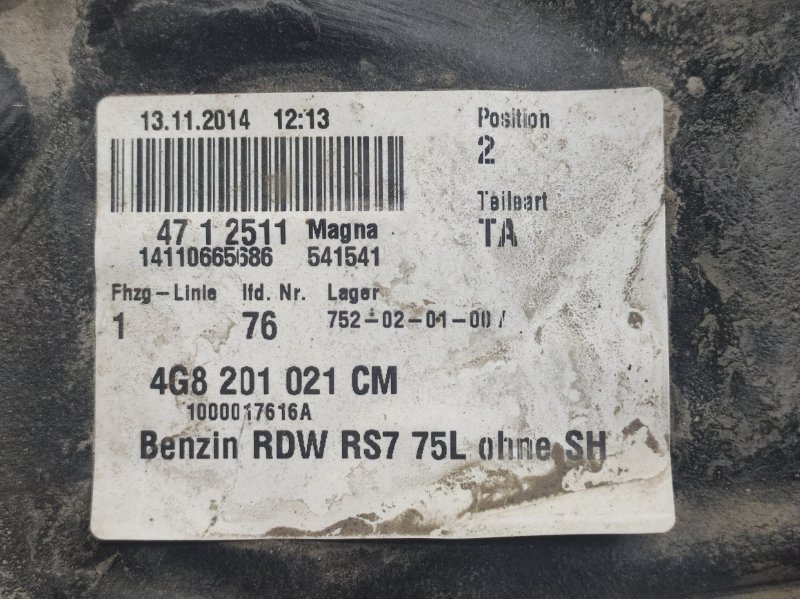 13.11.2014 12:13
Position
2
47 1 2511 Magna
14110665686 541541
Teileart
TA
Fhzg-Linie lfd. Nr. Lager
1 76 752-02-01-00/
4G8 201 021 CM
1000017616A
Benzin RDW RS7 75L ohne SH